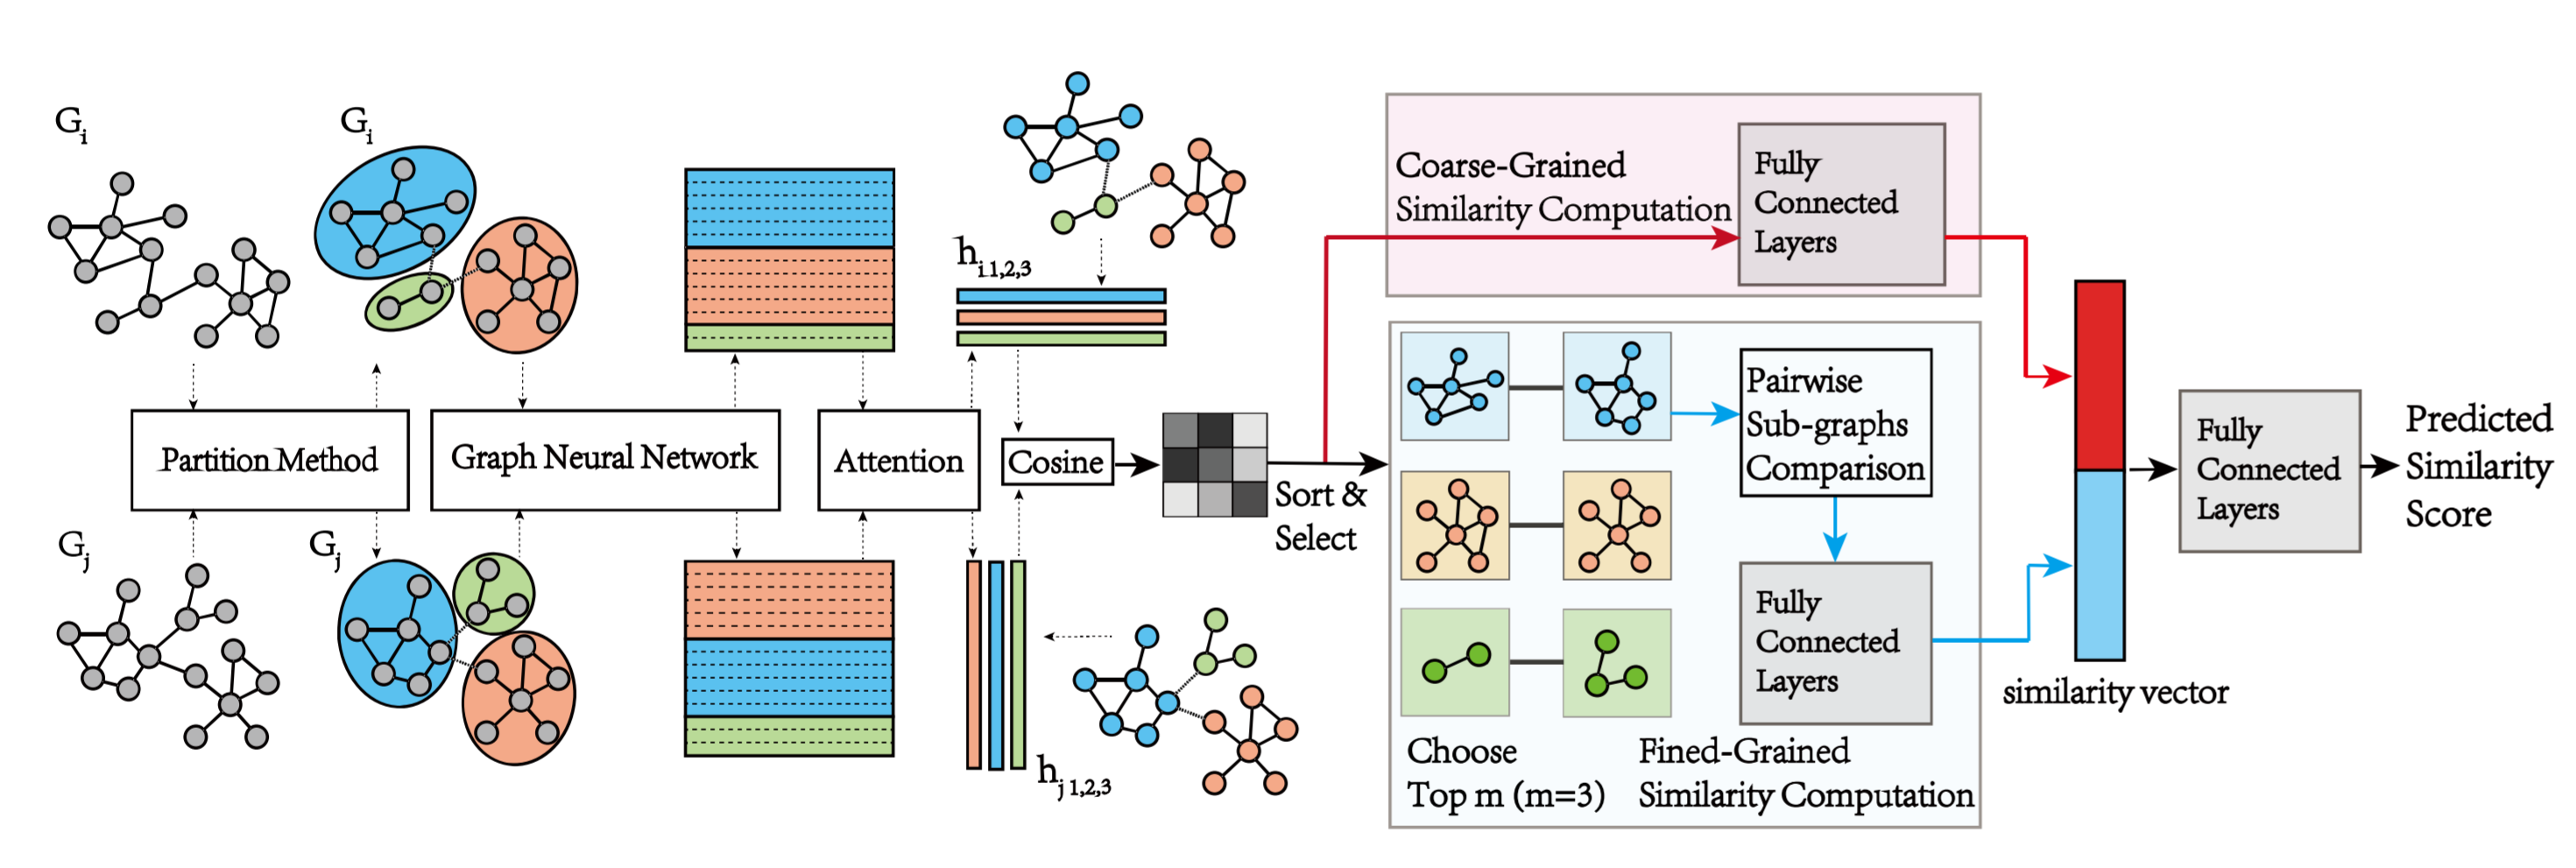 G_i
G_i
Partition Method
Graph Neural Network
Attention
h_i 1,2,3
Cosine
G_j
G_j
h_j 1,2,3
Sort &
Select
Coarse-Grained
Similarity Computation
Fully
Connected
Layers
Pairwise
Sub-graphs
Comparison
Fully
Connected
Layers
Choose
Top m (m=3)
Fined-Grained
Similarity Computation
similarity vector
Fully
Connected
Layers
Predicted
Similarity
Score